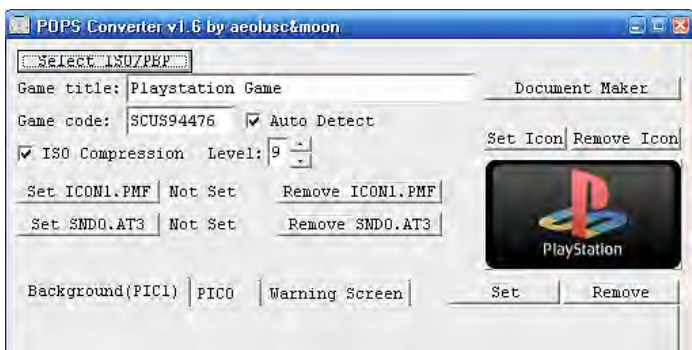 POPS Converter v1.6 by aeolusc&moon
Select ISO/PBP
Game title: Playstation Game
Document Maker
Game code: SCUS94476 Auto Detect
Set Icon Remove Icon
ISO Compression Level: 9
Set ICON1.PMF Not Set Remove ICON1.PMF
Set SND0.AT3 Not Set Remove SND0.AT3
PlayStation
Background(PIC1) PIC0 Warning Screen Set Remove